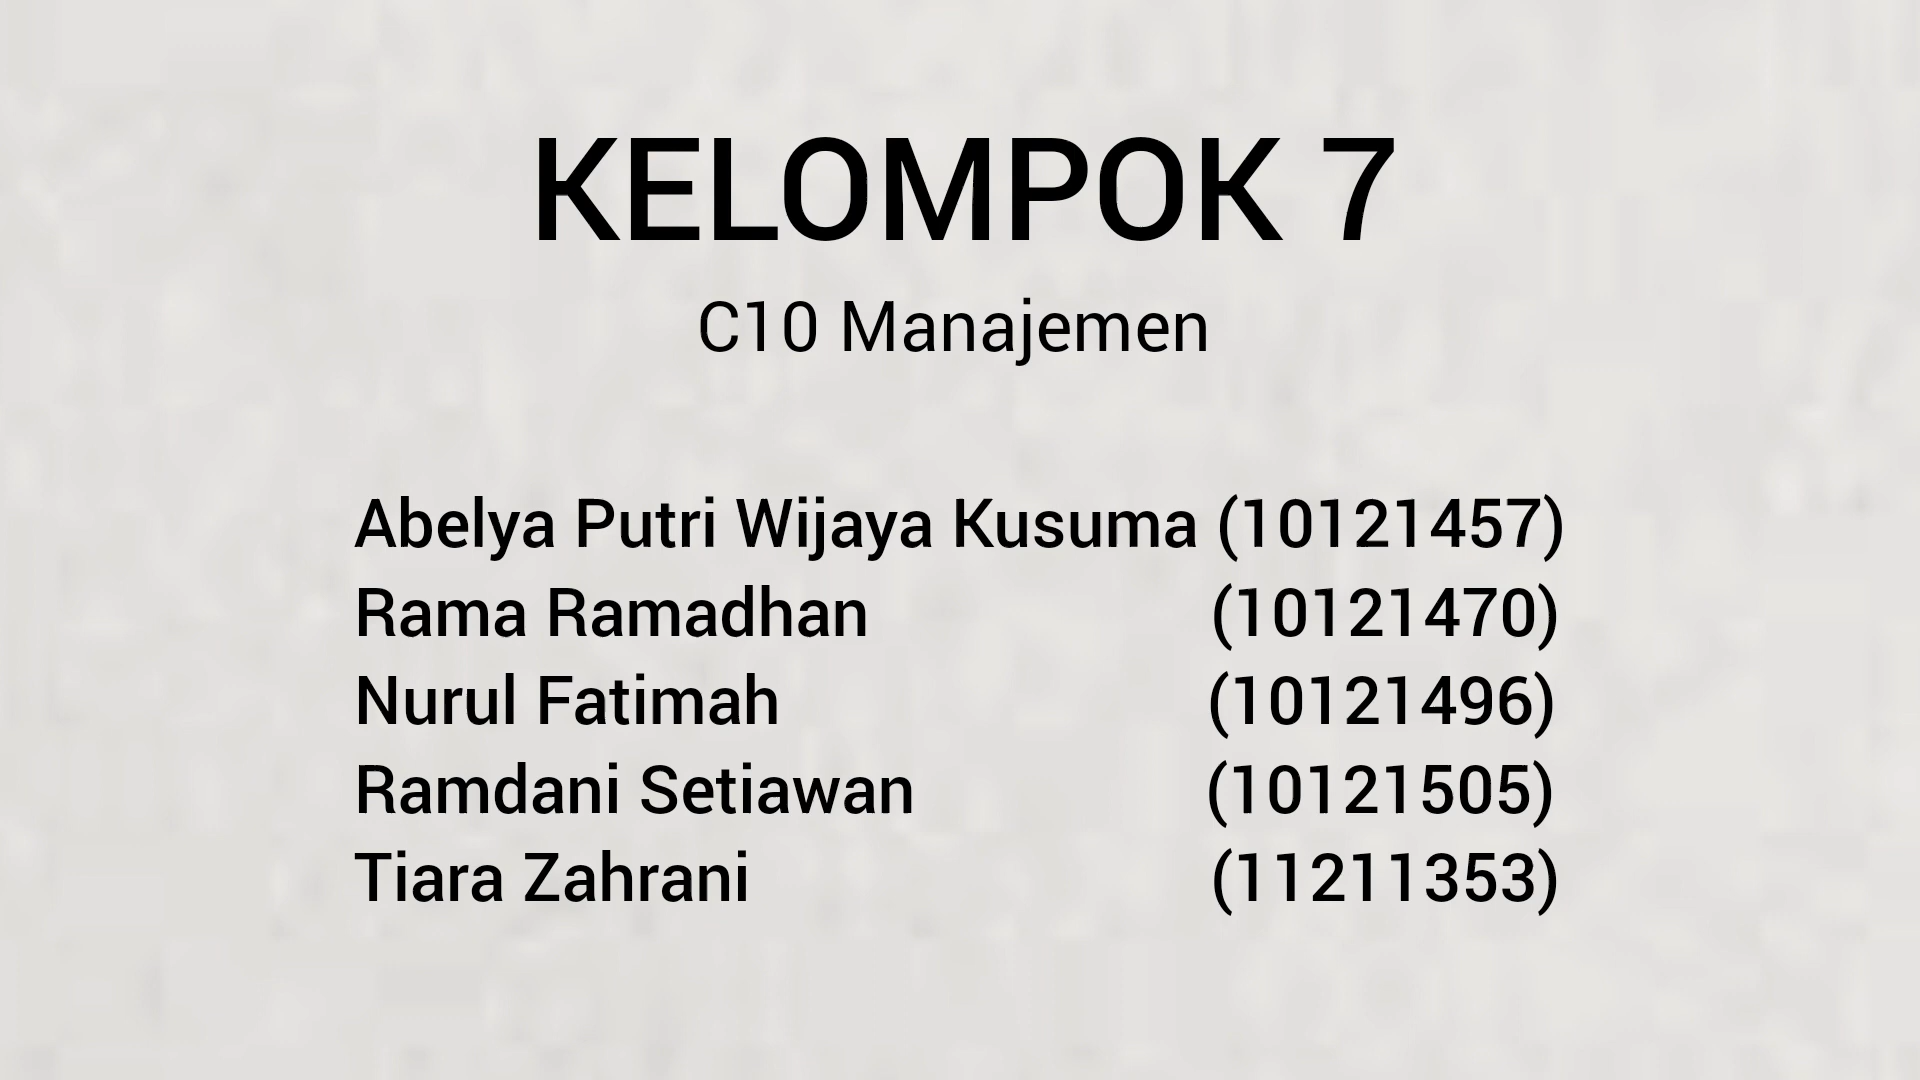 KELOMPOK 7
C10 Manajemen
Abelya Putri Wijaya Kusuma (10121457)
Rama Ramadhan (10121470)
Nurul Fatimah (10121496)
Ramdani Setiawan (10121505)
Tiara Zahrani (11211353)